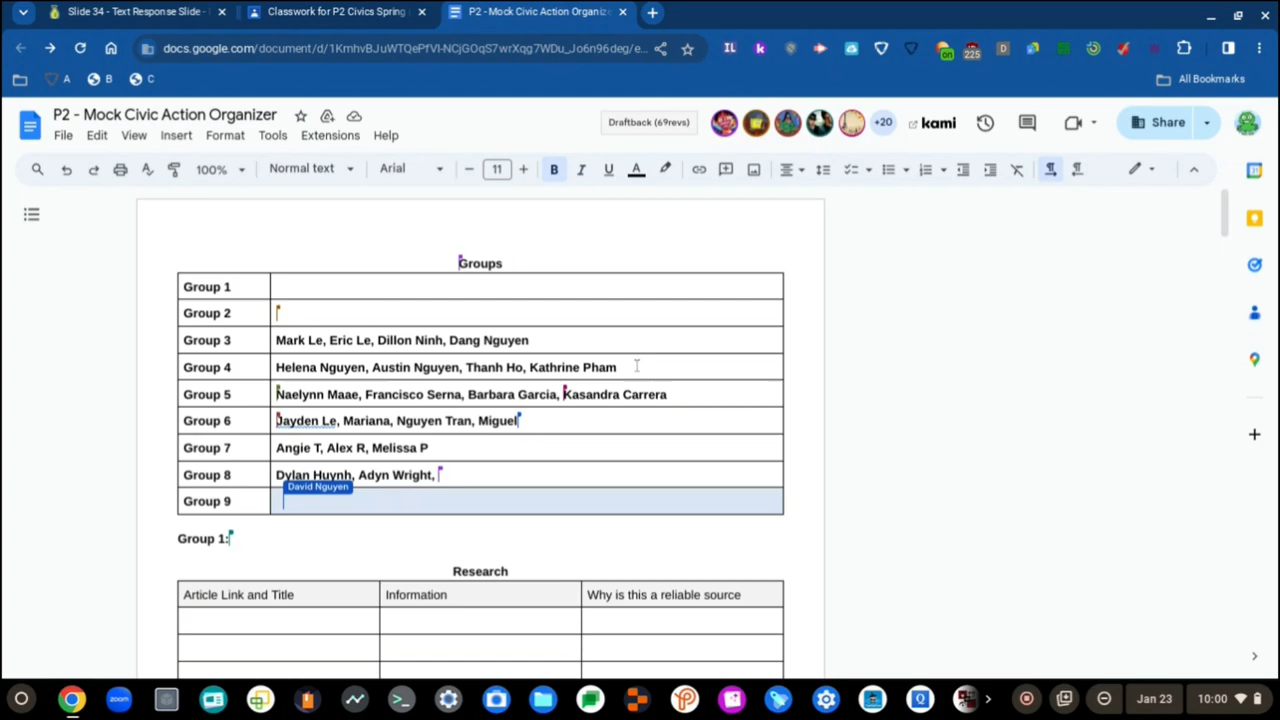 Slide 34 - Text Response Slide -
Classwork for P2 Civics Spring
P2 - Mock Civic Action Organize
docs.google.com/document/d/1KmhvBJuWTQePfVl-NCjGOqS7wrXqg7WDu_Jo6n96deg/e...
IL
k
D
on
225
A
B
C
All Bookmarks
P2 - Mock Civic Action Organizer
Draftback (69revs)
+20
kami
Share
File Edit View Insert Format Tools Extensions Help
100%
Normal text
Arial
11
B
I
U
A
Groups
Group 1
Group 2
Group 3 Mark Le, Eric Le, Dillon Ninh, Dang Nguyen
Group 4 Helena Nguyen, Austin Nguyen, Thanh Ho, Kathrine Pham
Group 5 Naelynn Maae, Francisco Serna, Barbara Garcia, Kasandra Carrera
Group 6 Jayden Le, Mariana, Nguyen Tran, Miguel
Group 7 Angie T, Alex R, Melissa P
Group 8 Dylan Huynh, Adyn Wright,
David Nguyen
Group 9
Group 1:
Research
Article Link and Title Information Why is this a reliable source
zoom
Q
Jan 23
10:00